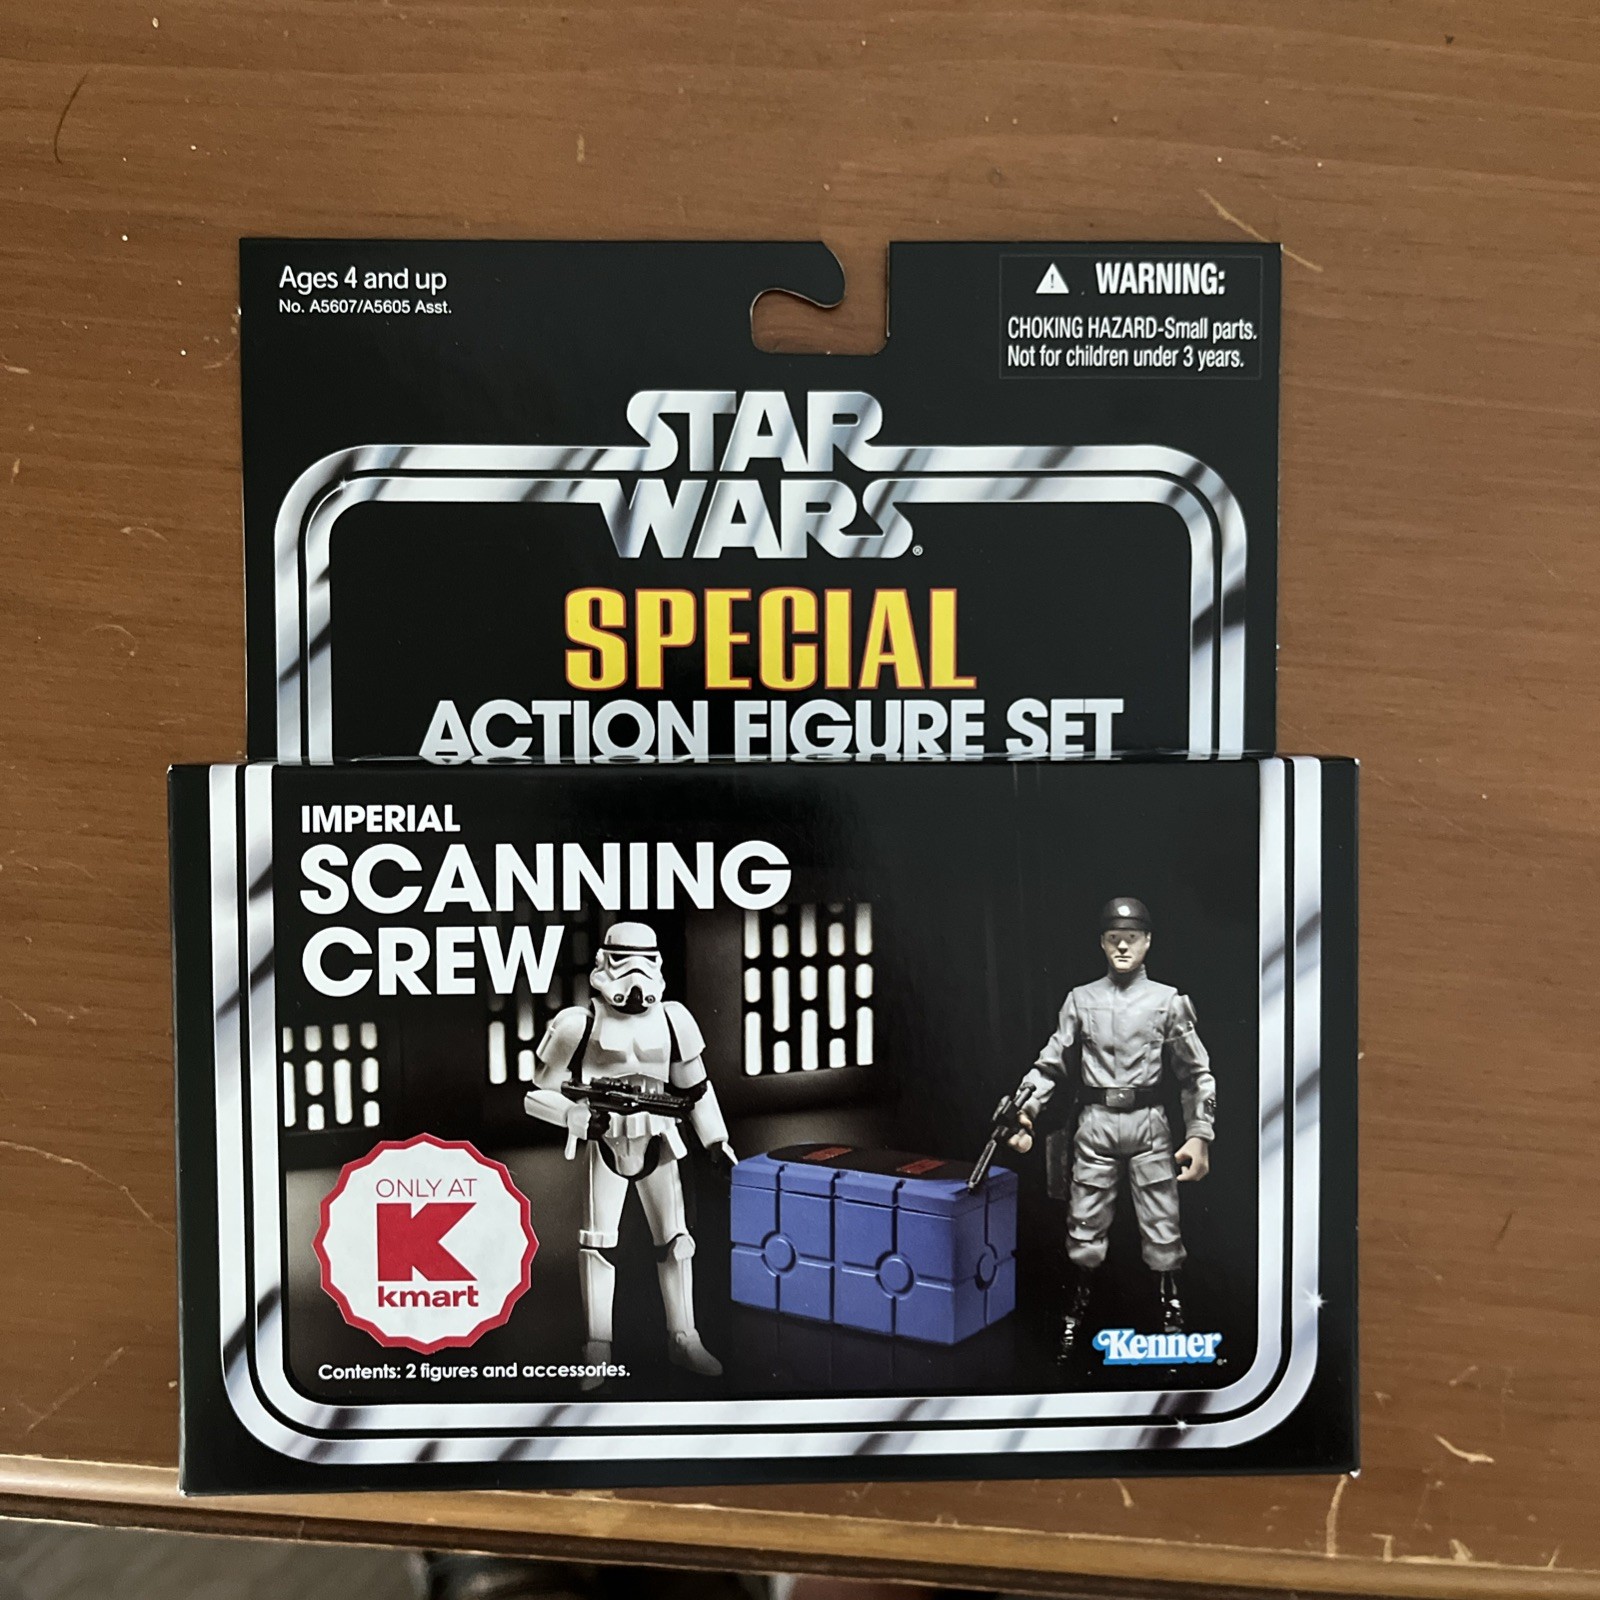 Ages 4 and up
No. A5607/A5605 Asst.
WARNING:
CHOKING HAZARD-Small parts.
Not for children under 3 years.
STAR
WARS®
SPECIAL
ACTION FIGURE SET
IMPERIAL
SCANNING
CREW
ONLY AT
K
kmart
Contents: 2 figures and accessories.
Kenner®